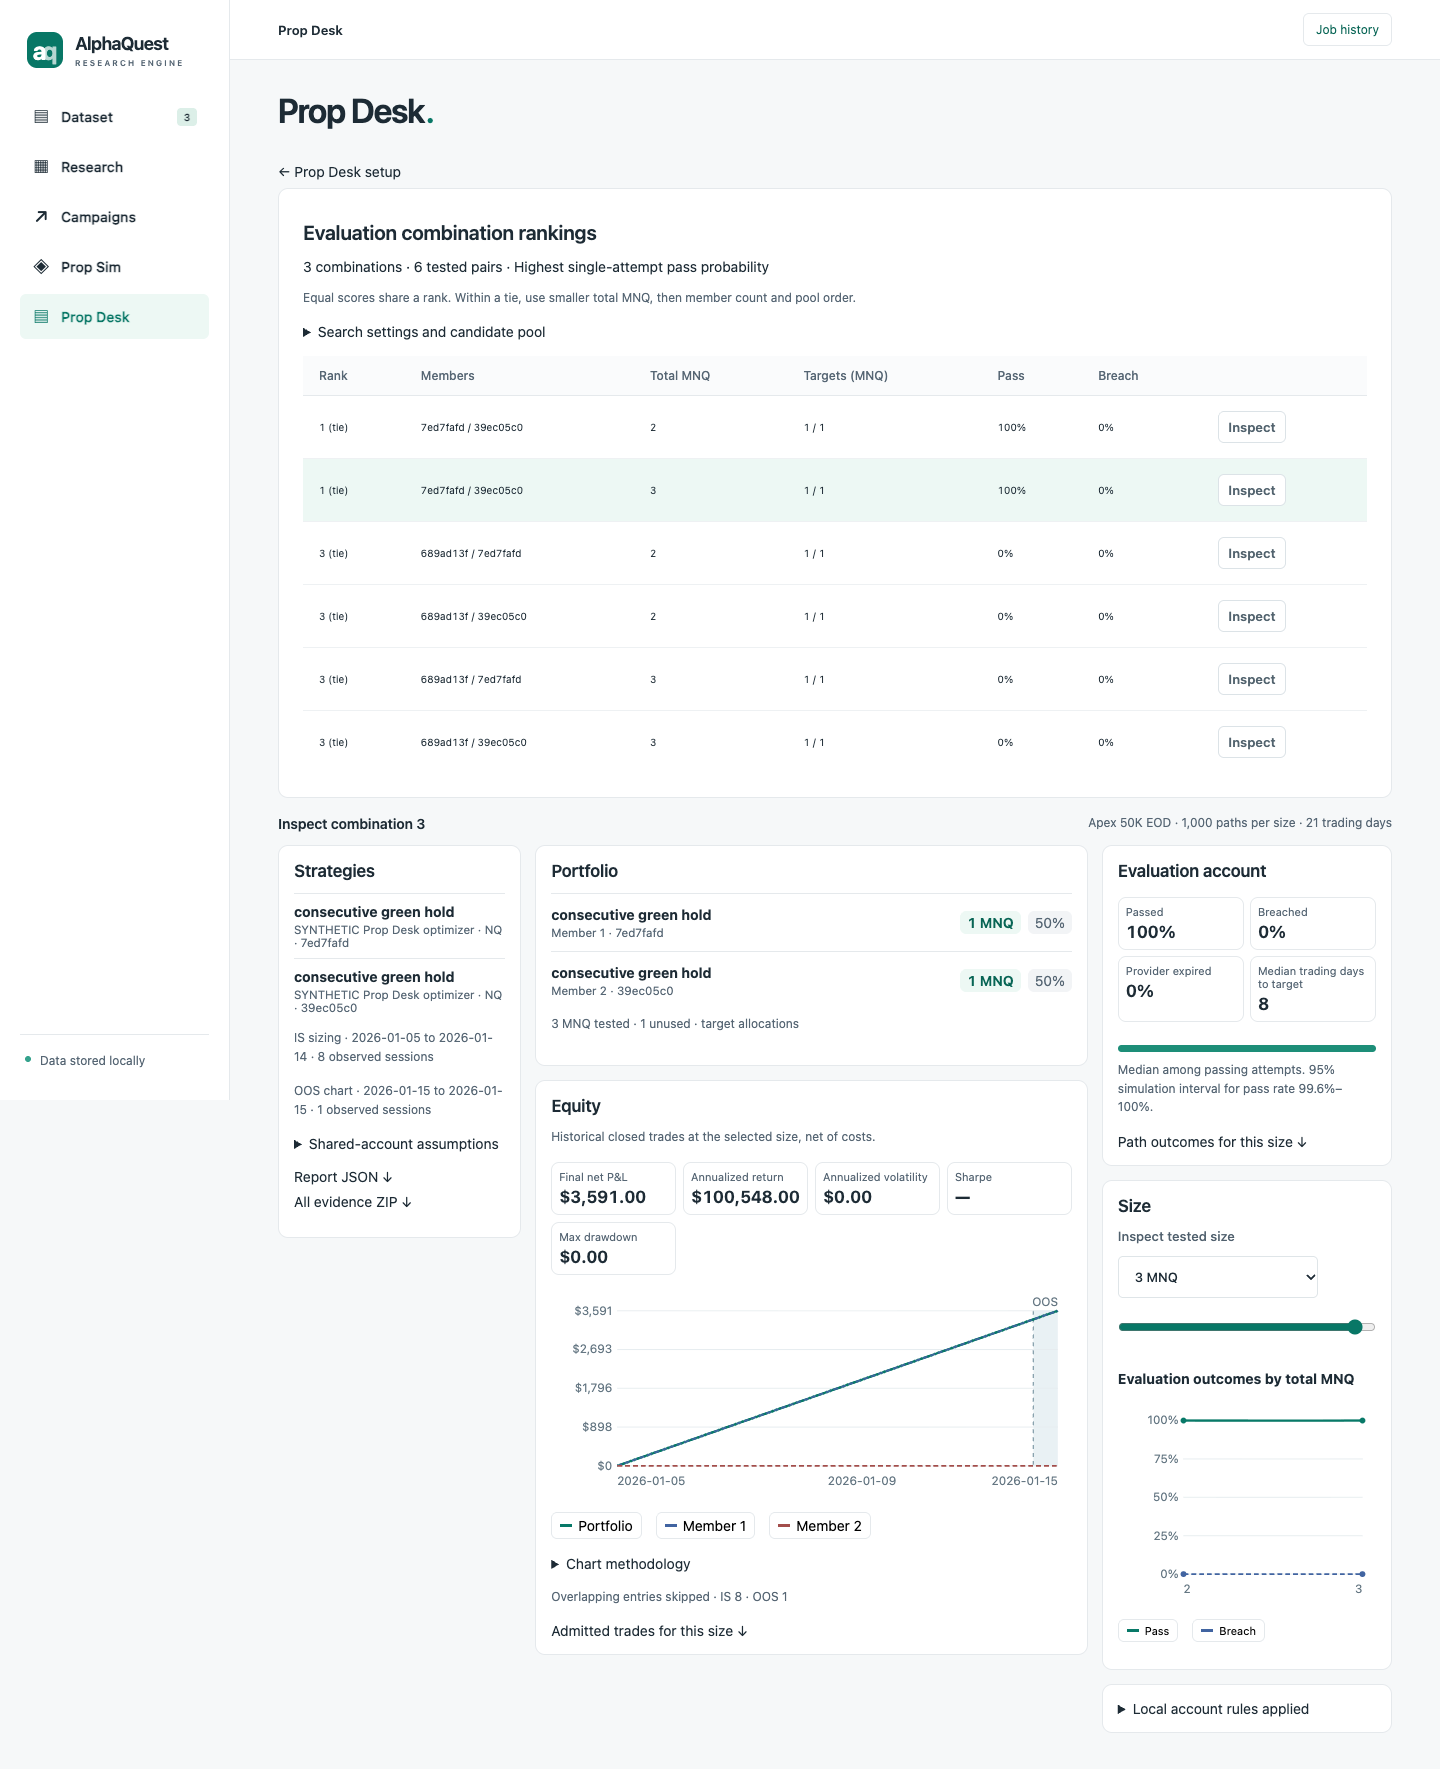 aq
AlphaQuest
RESEARCH ENGINE
Dataset 3
Research
Campaigns
Prop Sim
Prop Desk
Data stored locally
Prop Desk
Job history
Prop Desk.
← Prop Desk setup
Evaluation combination rankings
3 combinations · 6 tested pairs · Highest single-attempt pass probability
Equal scores share a rank. Within a tie, use smaller total MNQ, then member count and pool order.
▶ Search settings and candidate pool
Rank Members Total MNQ Targets (MNQ) Pass Breach
1 (tie) 7ed7fafd / 39ec05c0 2 1 / 1 100% 0% Inspect
1 (tie) 7ed7fafd / 39ec05c0 3 1 / 1 100% 0% Inspect
3 (tie) 689ad13f / 7ed7fafd 2 1 / 1 0% 0% Inspect
3 (tie) 689ad13f / 39ec05c0 2 1 / 1 0% 0% Inspect
3 (tie) 689ad13f / 7ed7fafd 3 1 / 1 0% 0% Inspect
3 (tie) 689ad13f / 39ec05c0 3 1 / 1 0% 0% Inspect
Inspect combination 3
Apex 50K EOD · 1,000 paths per size · 21 trading days
Strategies
consecutive green hold
SYNTHETIC Prop Desk optimizer · NQ
· 7ed7fafd
consecutive green hold
SYNTHETIC Prop Desk optimizer · NQ
· 39ec05c0
IS sizing · 2026-01-05 to 2026-01-
14 · 8 observed sessions
OOS chart · 2026-01-15 to 2026-01-
15 · 1 observed sessions
▶ Shared-account assumptions
Report JSON ↓
All evidence ZIP ↓
Portfolio
consecutive green hold
Member 1 · 7ed7fafd
1 MNQ 50%
consecutive green hold
Member 2 · 39ec05c0
1 MNQ 50%
3 MNQ tested · 1 unused · target allocations
Equity
Historical closed trades at the selected size, net of costs.
Final net P&L
$3,591.00
Annualized return
$100,548.00
Annualized volatility
$0.00
Sharpe
—
Max drawdown
$0.00
OOS
$3,591
$2,693
$1,796
$898
$0
2026-01-05 2026-01-09 2026-01-15
Portfolio Member 1 Member 2
▶ Chart methodology
Overlapping entries skipped · IS 8 · OOS 1
Admitted trades for this size ↓
Evaluation account
Passed
100%
Breached
0%
Provider expired
0%
Median trading days
to target
8
Median among passing attempts. 95%
simulation interval for pass rate 99.6%–
100%.
Path outcomes for this size ↓
Size
Inspect tested size
3 MNQ
Evaluation outcomes by total MNQ
100%
75%
50%
25%
0%
2 3
Pass Breach
▶ Local account rules applied